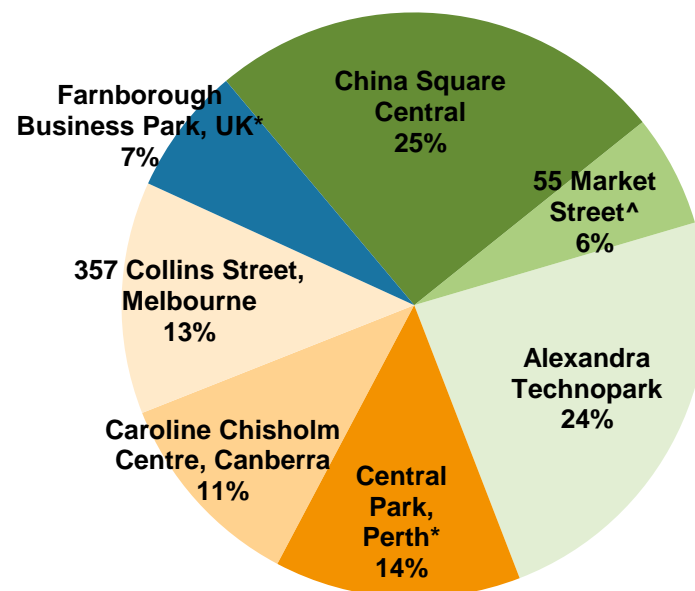 China Square
Central
25%
55 Market
Street^
6%
Alexandra
Technopark
24%
Central
Park,
Perth*
14%
Caroline Chisholm
Centre, Canberra
11%
357 Collins Street,
Melbourne
13%
Farnborough
Business Park, UK*
7%